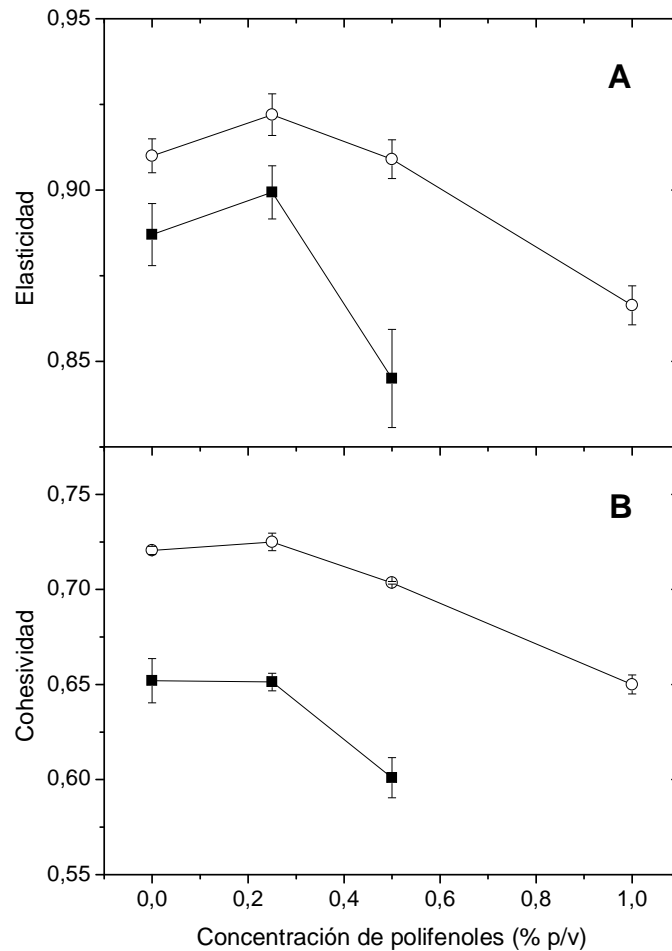 0,95
A
0,90
Elasticidad
0,85
B
0,75
0,70
Cohesividad
0,65
0,60
0,55
0,0 0,2 0,4 0,6 0,8 1,0
Concentración de polifenoles (% p/v)